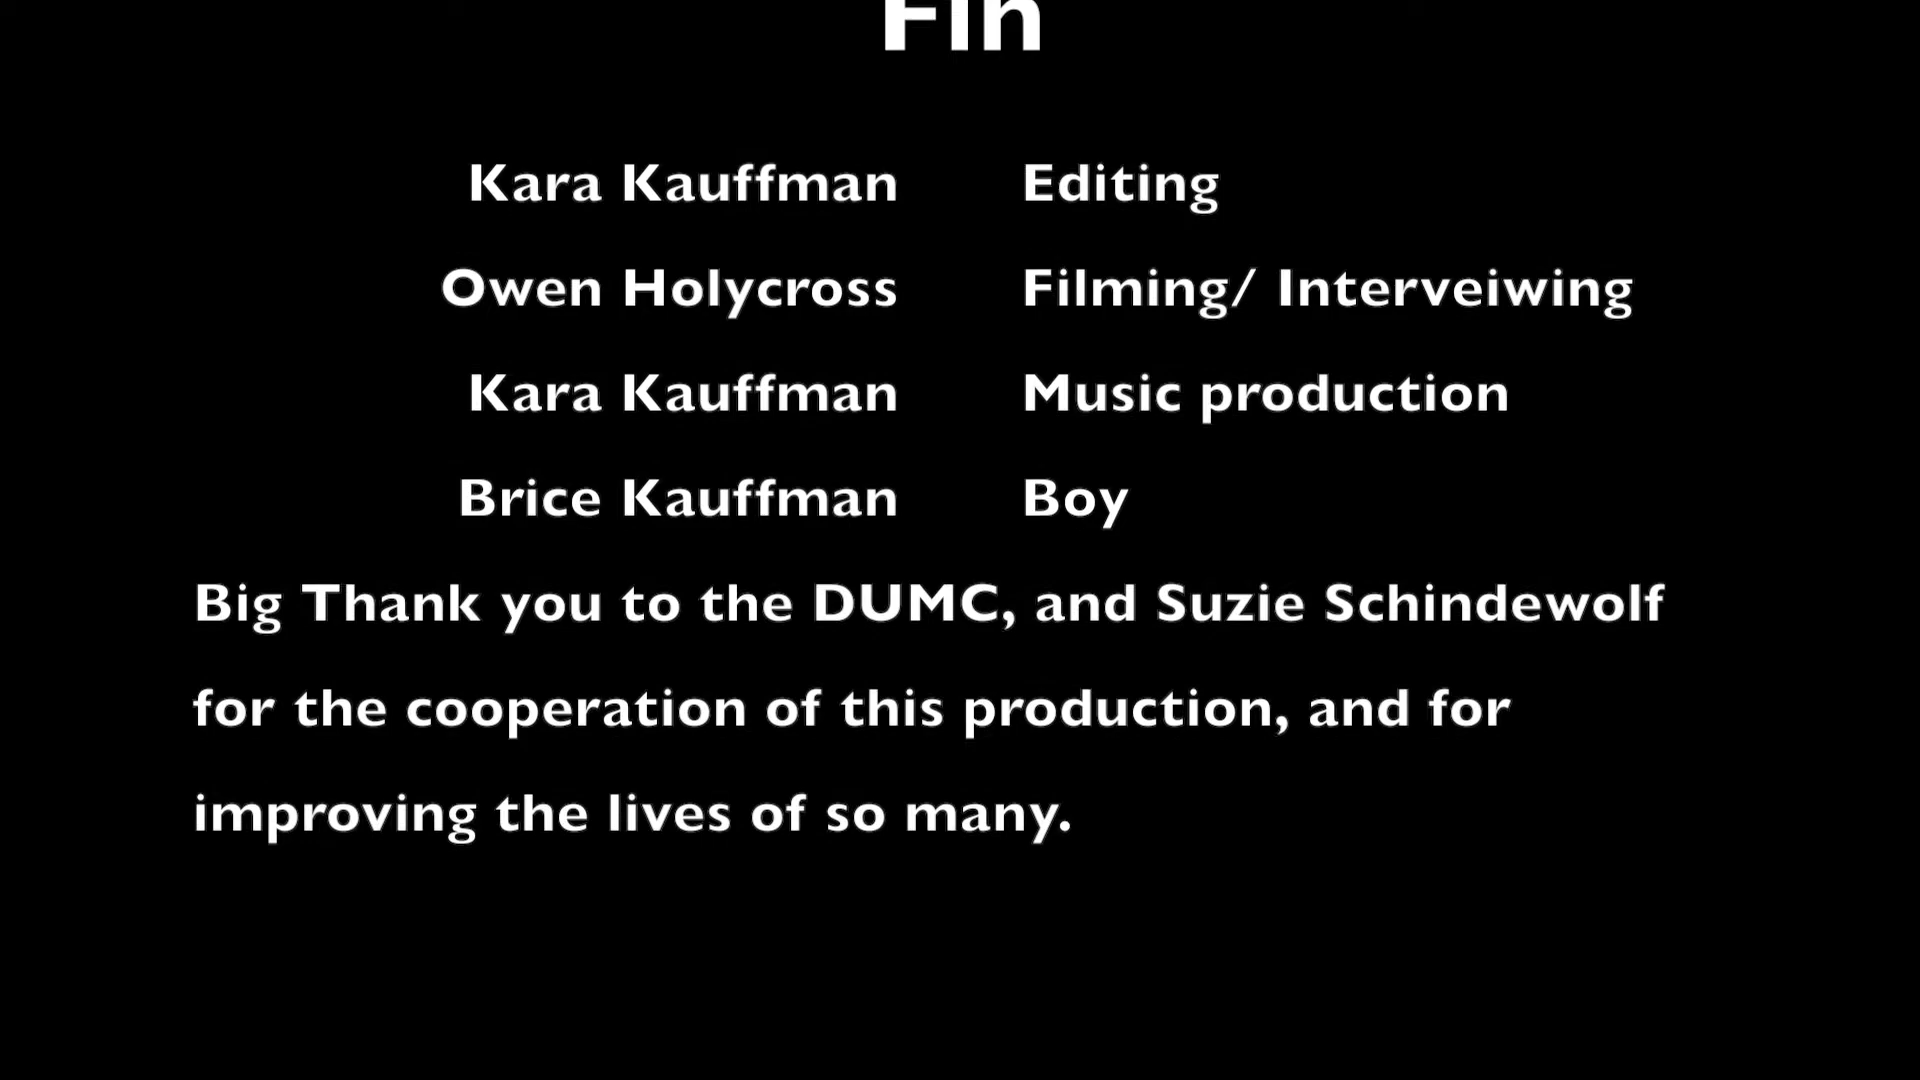 Fin
Kara Kauffman Editing
Owen Holycross Filming/ Interveiwing
Kara Kauffman Music production
Brice Kauffman Boy
Big Thank you to the DUMC, and Suzie Schindewolf
for the cooperation of this production, and for
improving the lives of so many.